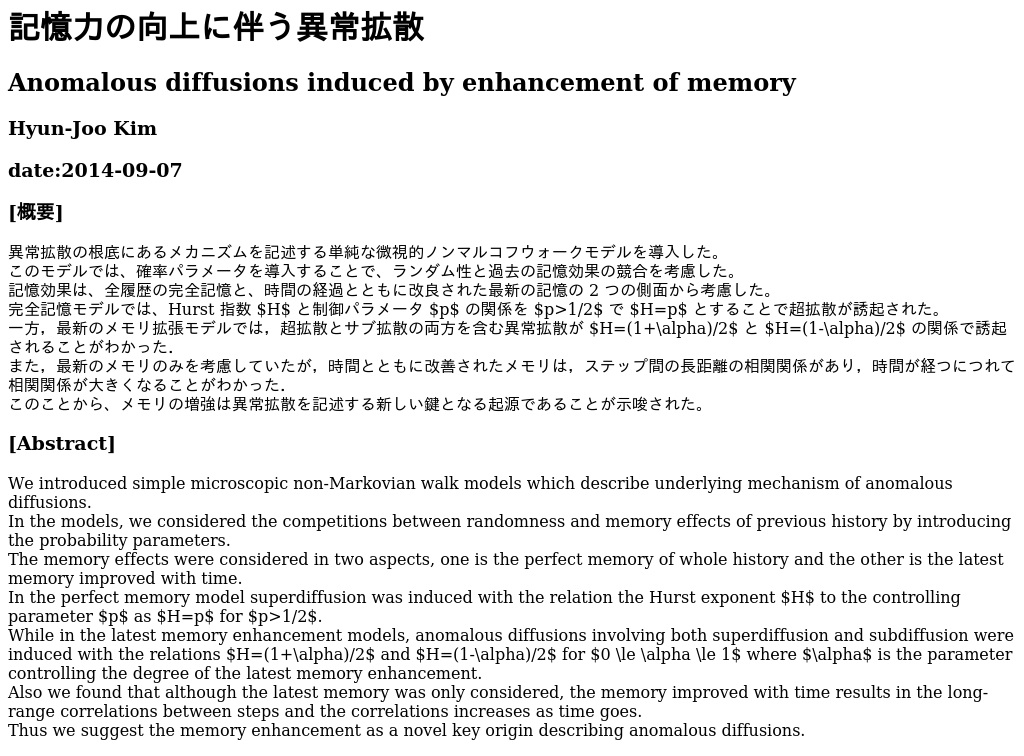 記憶力の向上に伴う異常拡散
Anomalous diffusions induced by enhancement of memory
Hyun-Joo Kim
date:2014-09-07
[概要]
異常拡散の根底にあるメカニズムを記述する単純な微視的ノンマルコフウォークモデルを導入した。
このモデルでは、確率パラメータを導入することで、ランダム性と過去の記憶効果の競合を考慮した。
記憶効果は、全履歴の完全記憶と、時間の経過とともに改良された最新の記憶の 2 つの側面から考慮した。
完全記憶モデルでは、Hurst 指数 $H$ と制御パラメータ $p$ の関係を $p>1/2$ で $H=p$ とすることで超拡散が誘起された。
一方，最新のメモリ拡張モデルでは，超拡散とサブ拡散の両方を含む異常拡散が $H=(1+\alpha)/2$ と $H=(1-\alpha)/2$ の関係で誘起
されることがわかった．
また，最新のメモリのみを考慮していたが，時間とともに改善されたメモリは，ステップ間の長距離の相関関係があり，時間が経つにつれて
相関関係が大きくなることがわかった．
このことから、メモリの増強は異常拡散を記述する新しい鍵となる起源であることが示唆された。
[Abstract]
We introduced simple microscopic non-Markovian walk models which describe underlying mechanism of anomalous
diffusions.
In the models, we considered the competitions between randomness and memory effects of previous history by introducing
the probability parameters.
The memory effects were considered in two aspects, one is the perfect memory of whole history and the other is the latest
memory improved with time.
In the perfect memory model superdiffusion was induced with the relation the Hurst exponent $H$ to the controlling
parameter $p$ as $H=p$ for $p>1/2$.
While in the latest memory enhancement models, anomalous diffusions involving both superdiffusion and subdiffusion were
induced with the relations $H=(1+\alpha)/2$ and $H=(1-\alpha)/2$ for $0 \le \alpha \le 1$ where $\alpha$ is the parameter
controlling the degree of the latest memory enhancement.
Also we found that although the latest memory was only considered, the memory improved with time results in the long-
range correlations between steps and the correlations increases as time goes.
Thus we suggest the memory enhancement as a novel key origin describing anomalous diffusions.